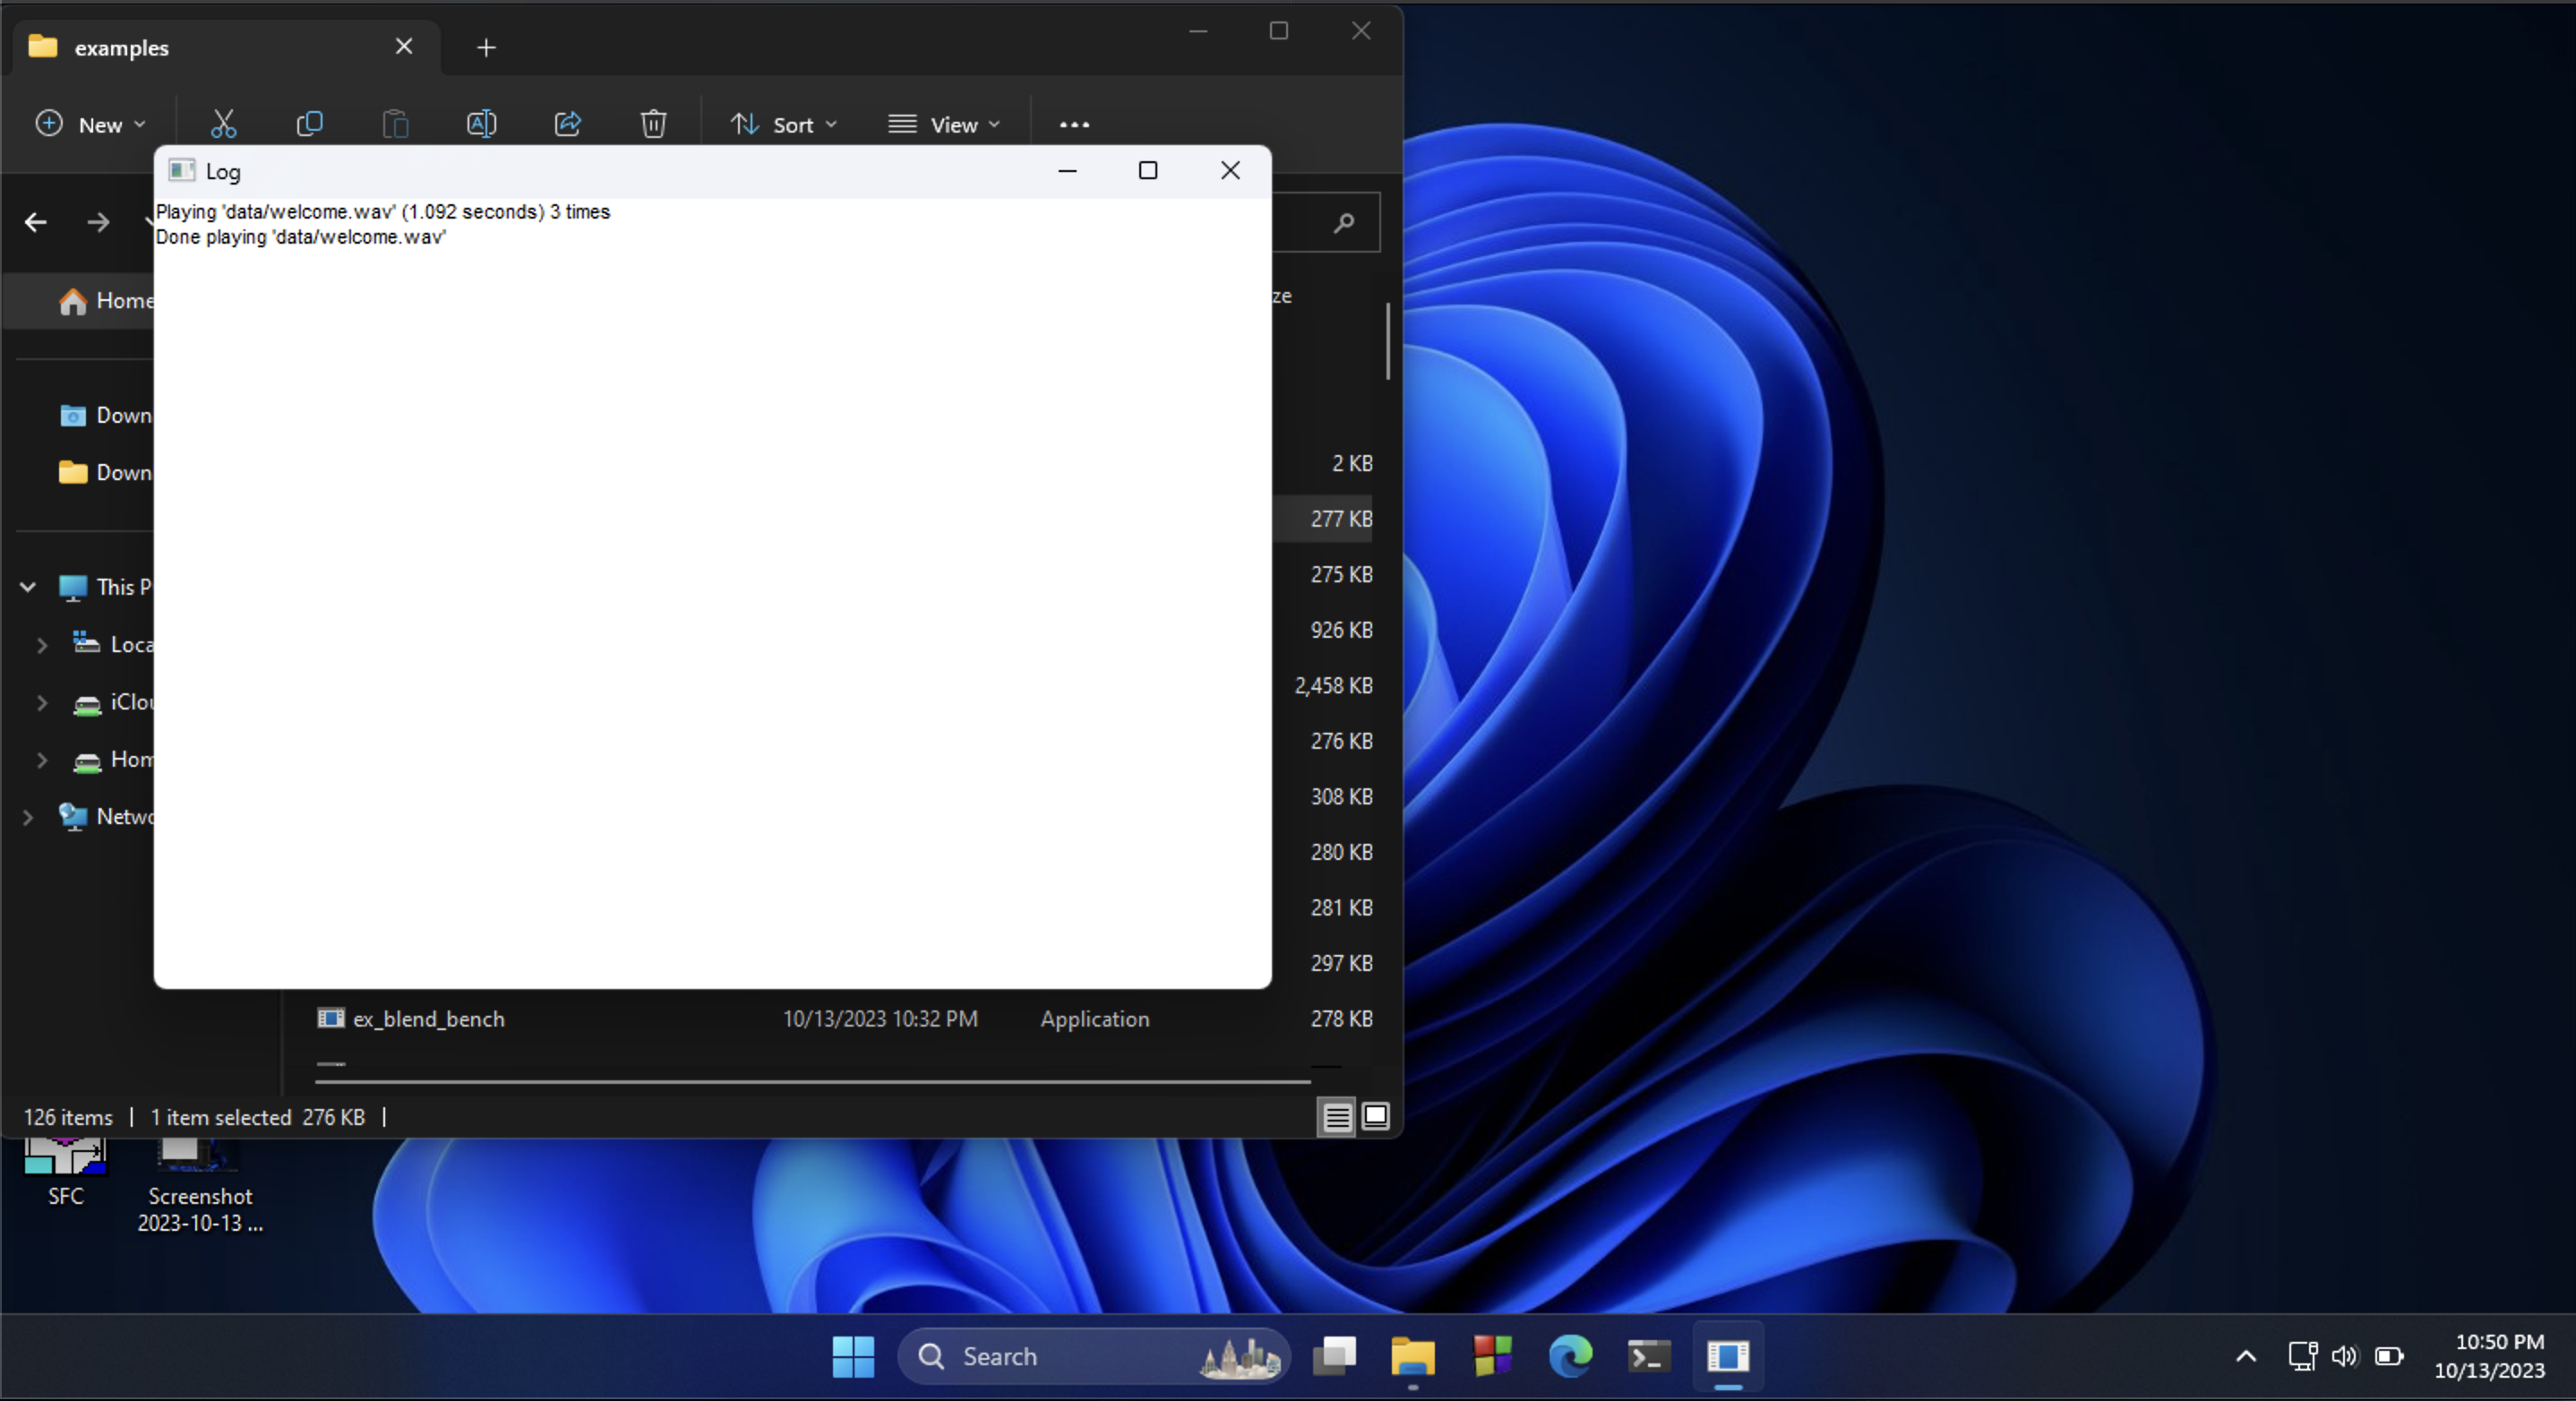 examples
New
Sort
View
Log
Playing 'data/welcome.wav' (1.092 seconds) 3 times
Done playing 'data/welcome.wav'
Home
ze
Down
Down
This P
Loca
iClou
Hom
Netwo
2 KB
277 KB
275 KB
926 KB
2,458 KB
276 KB
308 KB
280 KB
281 KB
297 KB
ex_blend_bench 10/13/2023 10:32 PM Application 278 KB
126 items | 1 item selected 276 KB |
SFC
Screenshot
2023-10-13 ...
Search
10:50 PM
10/13/2023